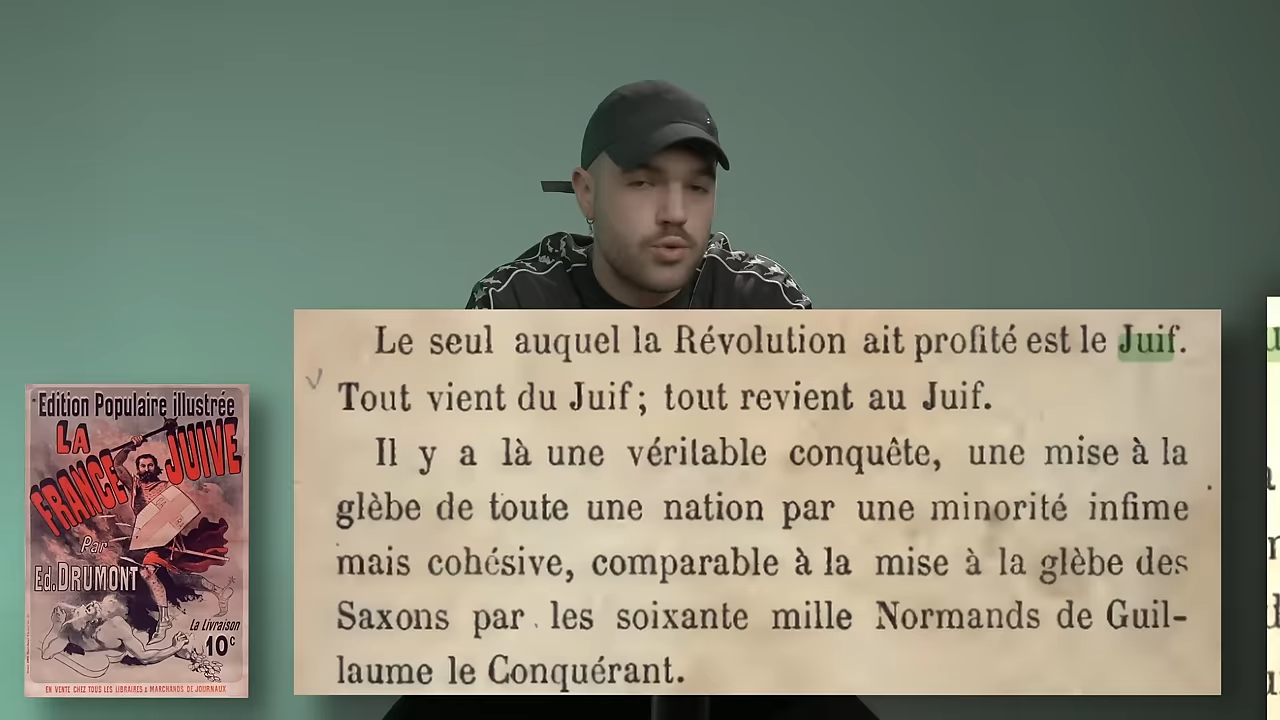 Edition Populaire illustrée
LA
FRANCE JUIVE
Par
Ed. DRUMONT
La Livraison
10c
EN VENTE CHEZ TOUS LES LIBRAIRES & MARCHANDS DE JOURNAUX
Le seul auquel la Révolution ait profité est le Juif.
Tout vient du Juif; tout revient au Juif.
Il y a là une véritable conquête, une mise à la
glèbe de toute une nation par une minorité infime
mais cohésive, comparable à la mise à la glèbe des
Saxons par les soixante mille Normands de Guil-
laume le Conquérant.